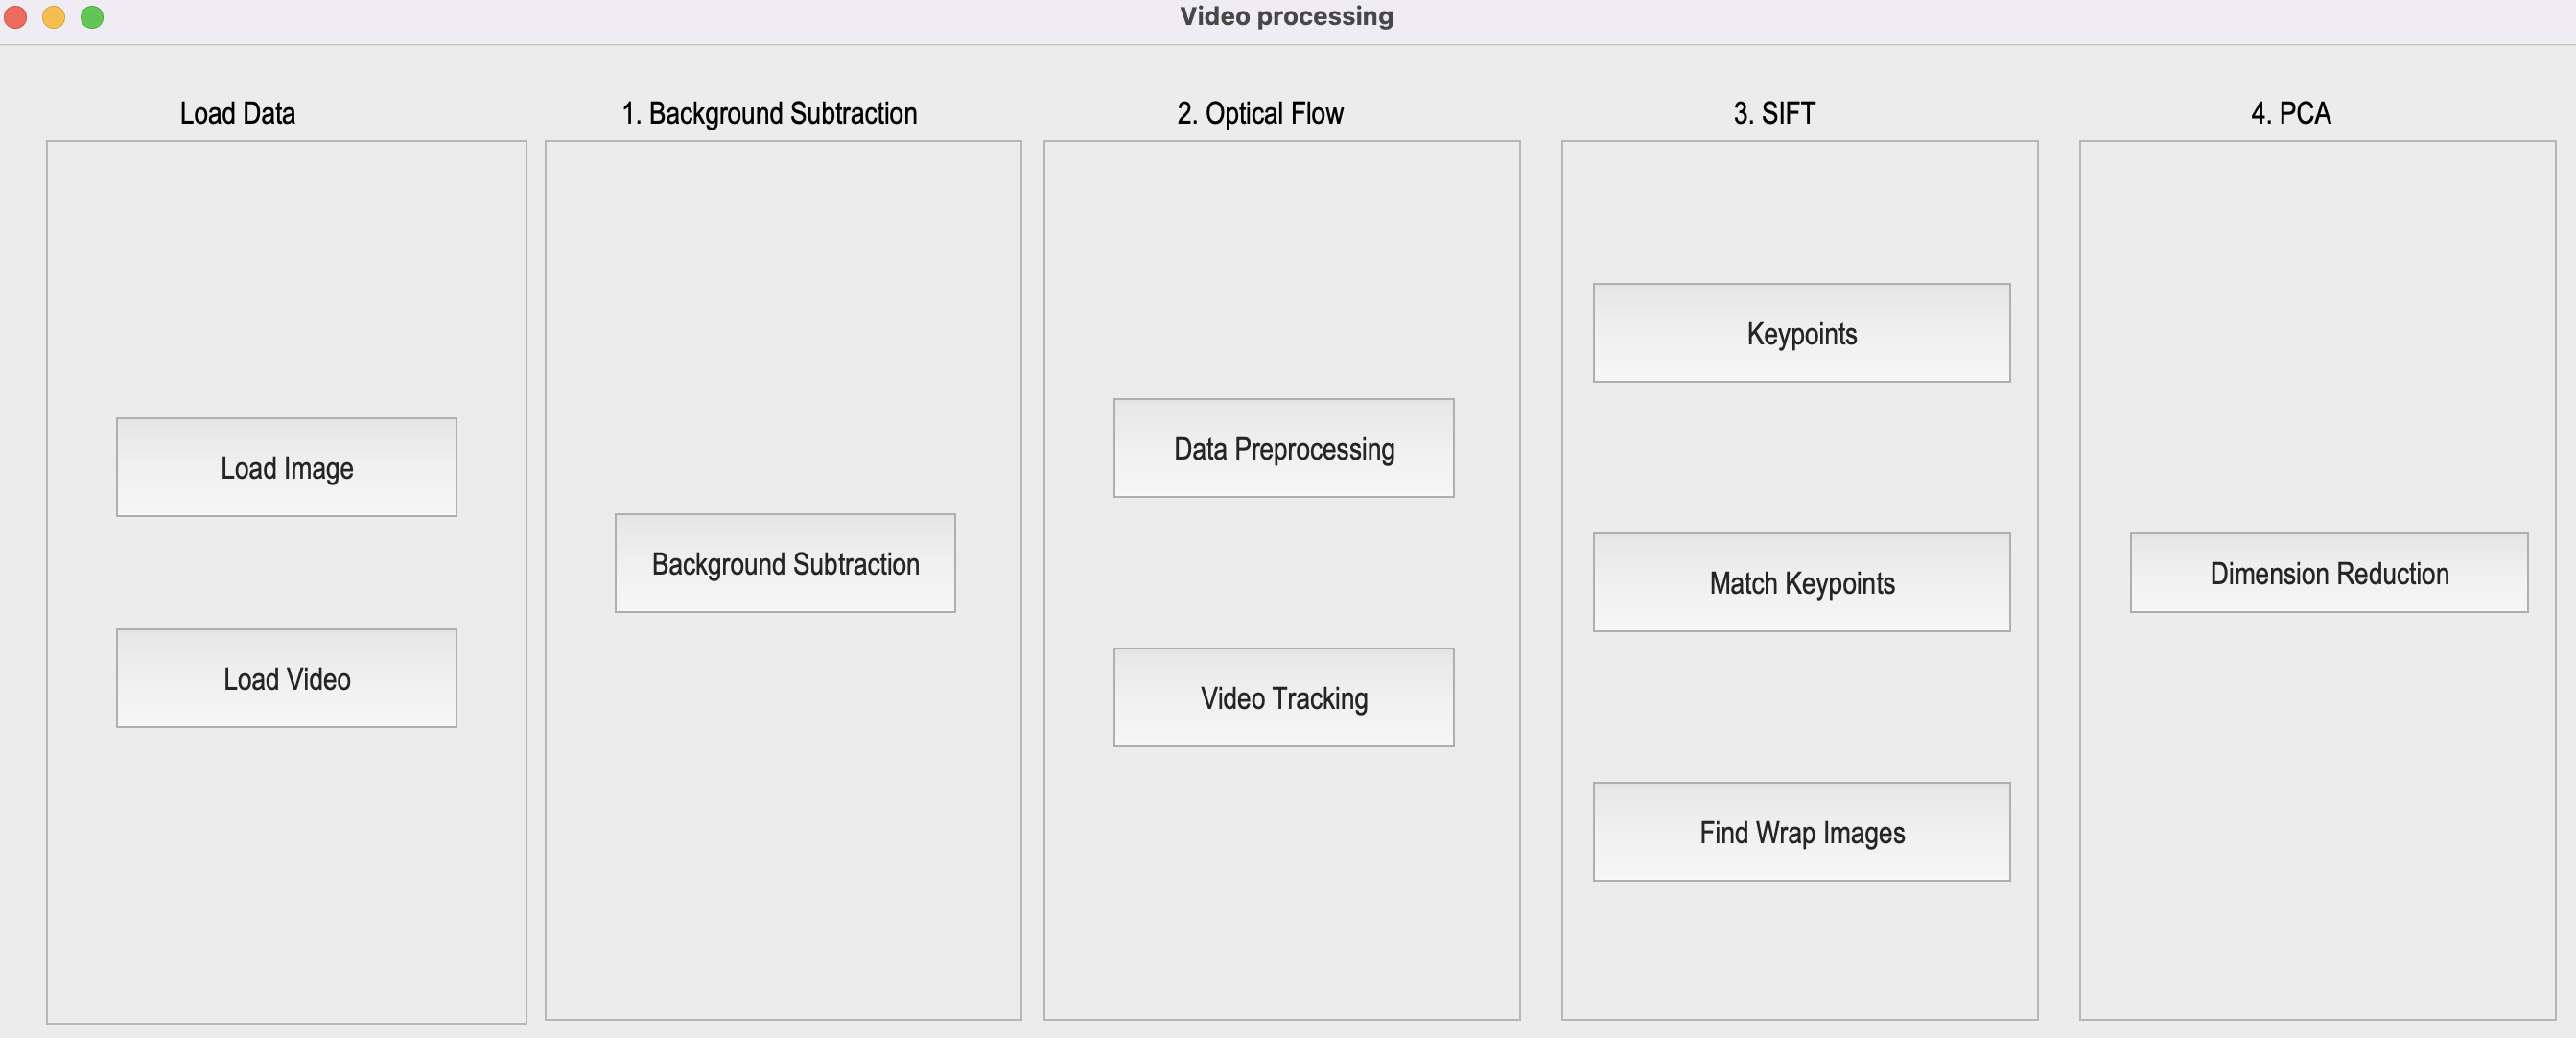 Video processing
Load Data
Load Image
Load Video
1. Background Subtraction
Background Subtraction
2. Optical Flow
Data Preprocessing
Video Tracking
3. SIFT
Keypoints
Match Keypoints
Find Wrap Images
4. PCA
Dimension Reduction